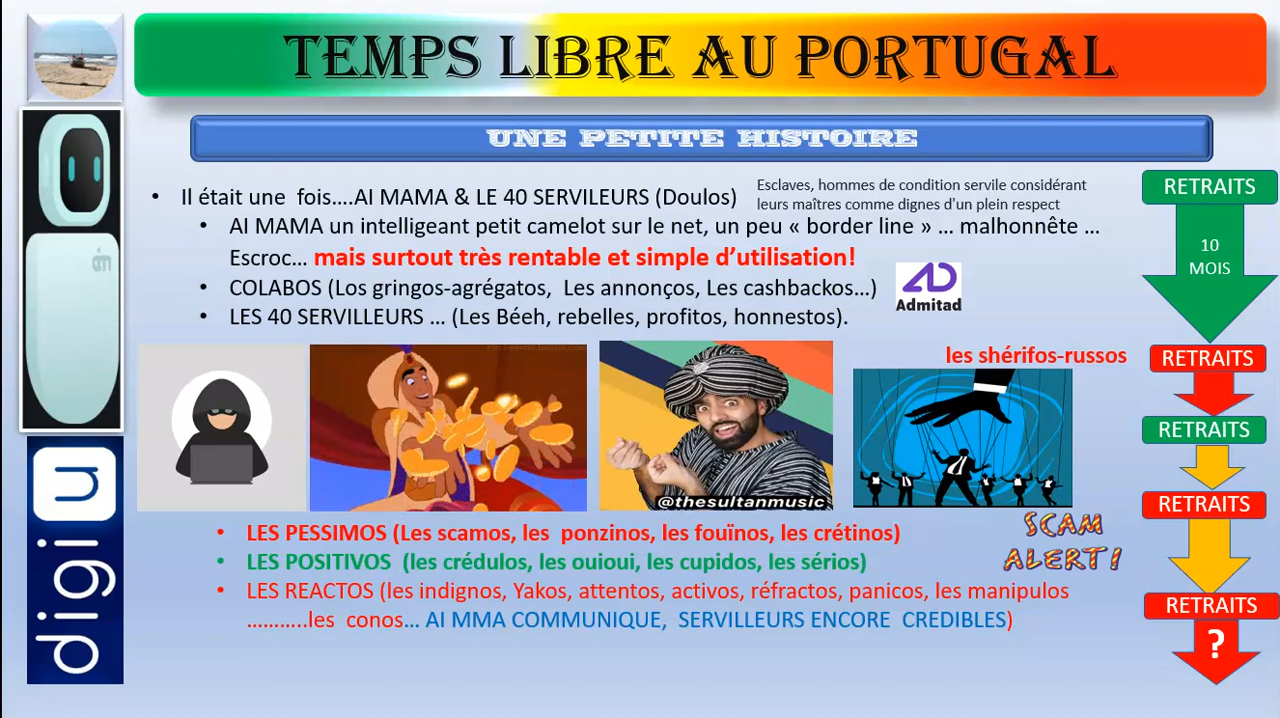 TEMPS LIBRE AU PORTUGAL
UNE PETITE HISTOIRE
• Il était une fois....AI MAMA & LE 40 SERVILEURS (Doulos)
Esclaves, hommes de condition servile considérant
leurs maîtres comme dignes d'un plein respect
• AI MAMA un intelligeant petit camelot sur le net, un peu « border line » … malhonnête …
Escroc… mais surtout très rentable et simple d'utilisation!
• COLABOS (Los gringos-agrégatos, Les annonços, Les cashbackos…)
Admitad
• LES 40 SERVILLEURS … (Les Béeh, rebelles, profitos, honnestos).
les shérifos-russos
@thesultanmusic
SCAM
ALERT!
• LES PESSIMOS (Les scamos, les ponzinos, les fouïnos, les crétinos)
• LES POSITIVOS (les crédulos, les ouioui, les cupidos, les sérios)
• LES REACTOS (les indignos, Yakos, attentos, activos, réfractos, panicos, les manipulos
………..les conos… AI MMA COMMUNIQUE, SERVILLEURS ENCORE CREDIBLES)
RETRAITS
10
MOIS
RETRAITS
RETRAITS
RETRAITS
RETRAITS
?
aim
digiu